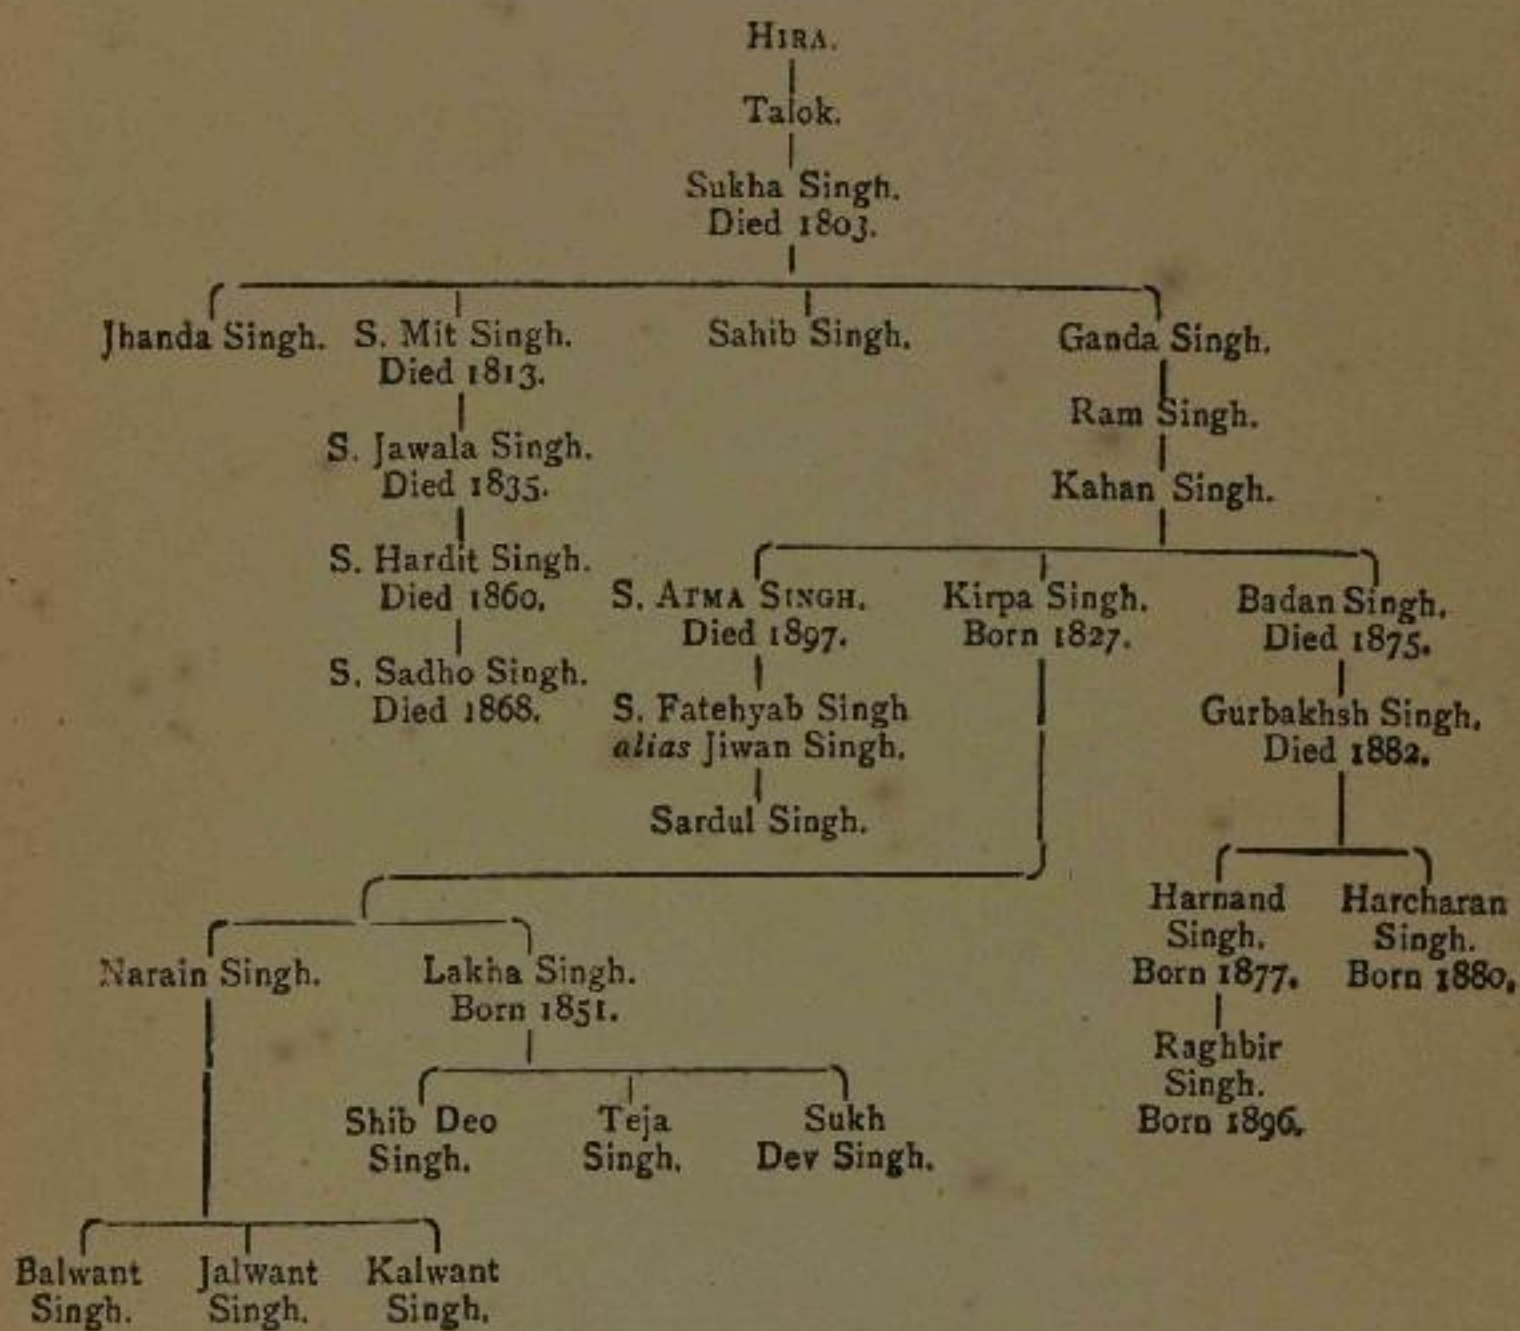 HIRA.
Talok.
Sukha Singh.
Died 1803.
Jhanda Singh. S. Mit Singh. Sahib Singh. Ganda Singh.
Died 1813.
Ram Singh.
S. Jawala Singh.
Died 1835.
Kahan Singh.
S. Hardit Singh.
Died 1860.
S. ATMA SINGH. Kirpa Singh. Badan Singh.
Died 1897. Born 1827. Died 1875.
S. Sadho Singh.
Died 1868.
S. Fatehyab Singh
alias Jiwan Singh.
Gurbakhsh Singh.
Died 1882.
Sardul Singh.
Harnand
Singh.
Born 1877.
Harcharan
Singh.
Born 1880.
Narain Singh. Lakha Singh.
Born 1851.
Raghbir
Singh.
Born 1896.
Shib Deo
Singh.
Teja
Singh.
Sukh
Dev Singh.
Balwant
Singh.
Jalwant
Singh.
Kalwant
Singh.